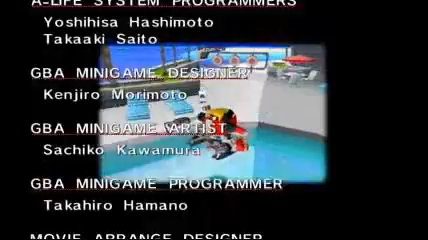 A-LIFE SYSTEM PROGRAMMERS
Yoshihisa Hashimoto
Takaaki Saito
GBA MINIGAME DESIGNER
Kenjiro Morimoto
GBA MINIGAME ARTIST
Sachiko Kawamura
GBA MINIGAME PROGRAMMER
Takahiro Hamano
MOVIE ARRANGE DESIGNER